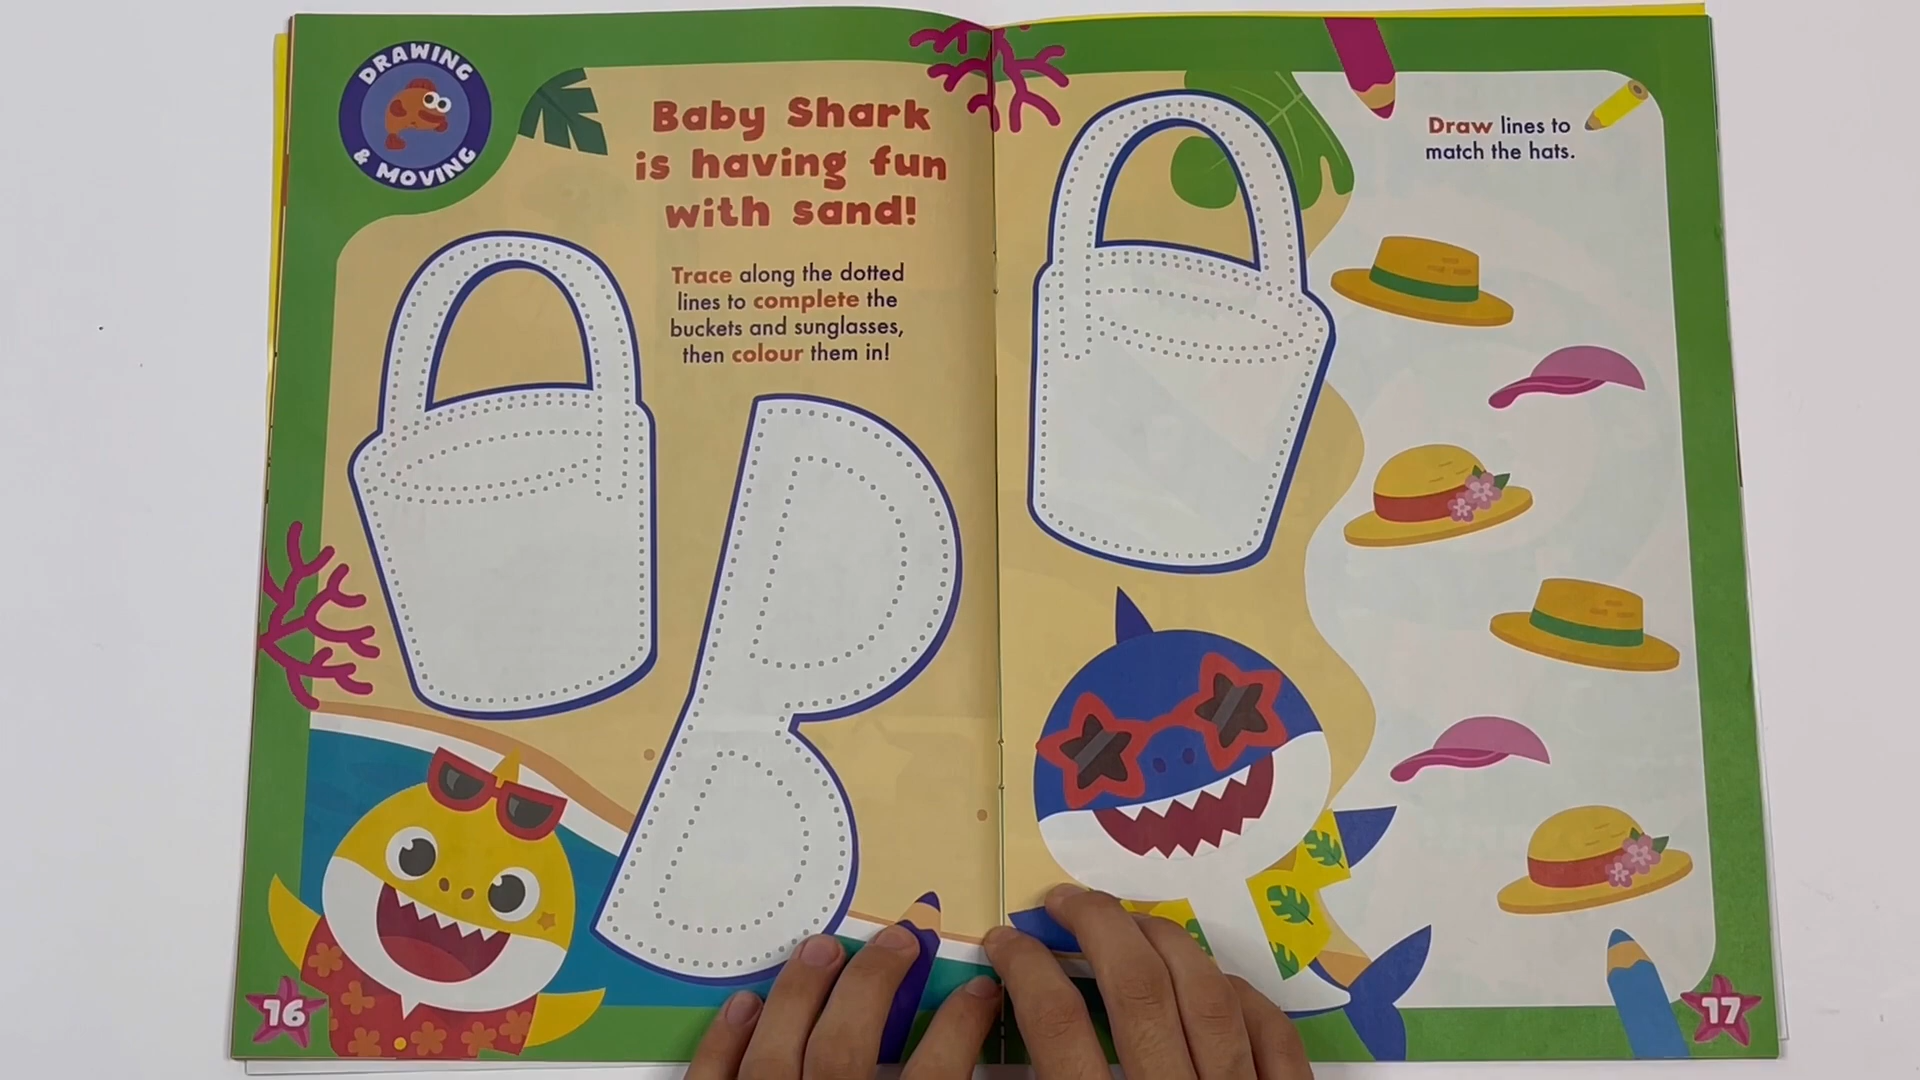 DRAWING
& MOVING
Baby Shark
is having fun
with sand!
Trace along the dotted
lines to complete the
buckets and sunglasses,
then colour them in!
Draw lines to
match the hats.
16
17